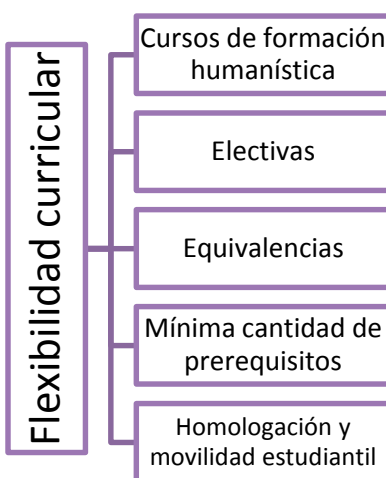 Flexibilidad curricular
Cursos de formación
humanística
Electivas
Equivalencias
Mínima cantidad de
prerequisitos
Homologación y
movilidad estudiantil